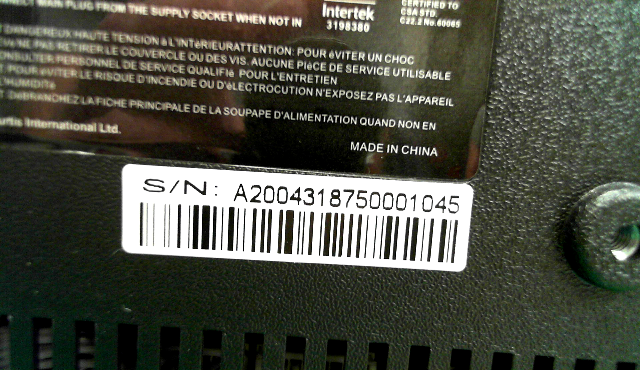 MAIN PLUG FROM THE SUPPLY SOCKET WHEN NOT IN
Intertek
3198380
CERTIFIED TO
CSA STD.
C22.2 No.60065
DANGEREUX HAUTE TENSION à L'INTéRIEURATTENTION: POUR éVITER UN CHOC
PAS RETIRER LE COUVERCLE OU DES VIS. AUCUNE PIèCE DE SERVICE UTILISABLE
CONSULTER PERSONNEL DE SERVICE QUALIFIé POUR L'ENTRETIEN
POUR éVITER LE RISQUE D'INCENDIE OU D'éLECTROCUTION N'EXPOSEZ PAS L'APPAREIL
HUMIDITé
DéBRANCHEZ LA FICHE PRINCIPALE DE LA SOUPAPE D'ALIMENTATION QUAND NON EN
International Ltd.
MADE IN CHINA
S/N: A2004318750001045